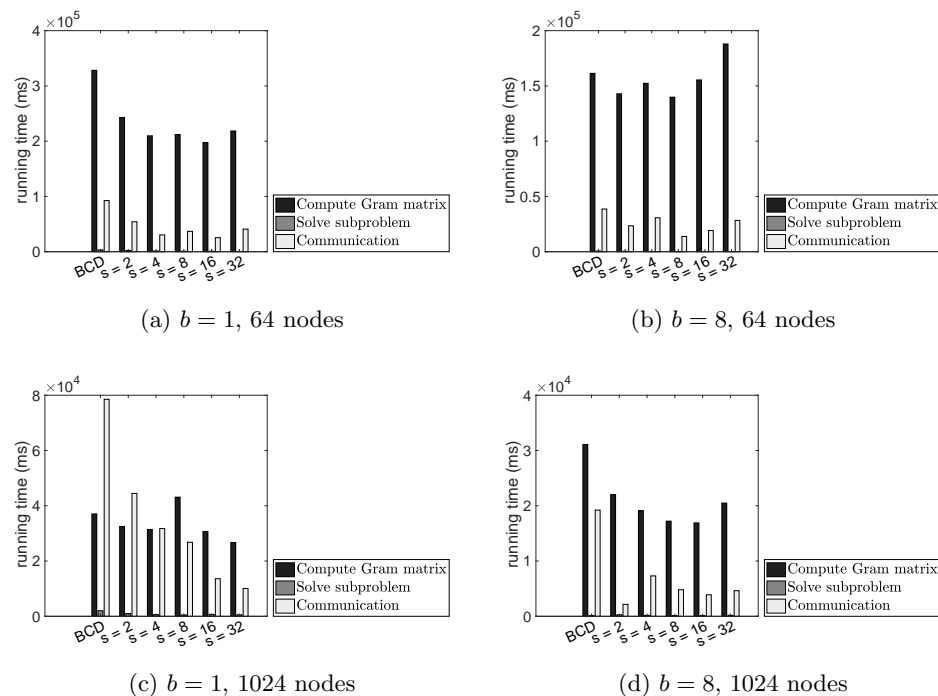 ×10^5
4
3
2
1
0
running time (ms)
BCD
s = 2
s = 4
s = 8
s = 16
s = 32
Compute Gram matrix
Solve subproblem
Communication
(a) b = 1, 64 nodes
×10^5
2
1.5
1
0.5
0
running time (ms)
BCD
s = 2
s = 4
s = 8
s = 16
s = 32
Compute Gram matrix
Solve subproblem
Communication
(b) b = 8, 64 nodes
×10^4
8
6
4
2
0
running time (ms)
BCD
s = 2
s = 4
s = 8
s = 16
s = 32
Compute Gram matrix
Solve subproblem
Communication
(c) b = 1, 1024 nodes
×10^4
4
3
2
1
0
running time (ms)
BCD
s = 2
s = 4
s = 8
s = 16
s = 32
Compute Gram matrix
Solve subproblem
Communication
(d) b = 8, 1024 nodes